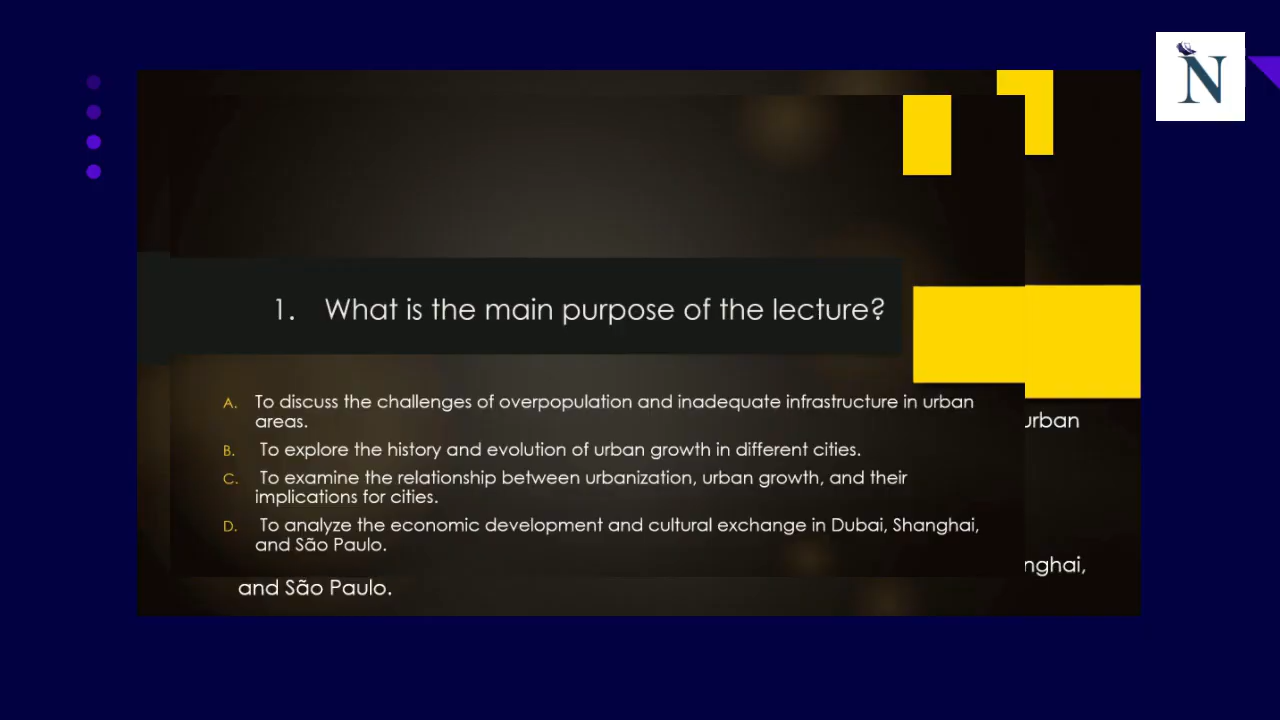 N
1. What is the main purpose of the lecture?
A. To discuss the challenges of overpopulation and inadequate infrastructure in urban
areas.
urban
B. To explore the history and evolution of urban growth in different cities.
C. To examine the relationship between urbanization, urban growth, and their
implications for cities.
D. To analyze the economic development and cultural exchange in Dubai, Shanghai,
and São Paulo.
nghai,
and São Paulo.